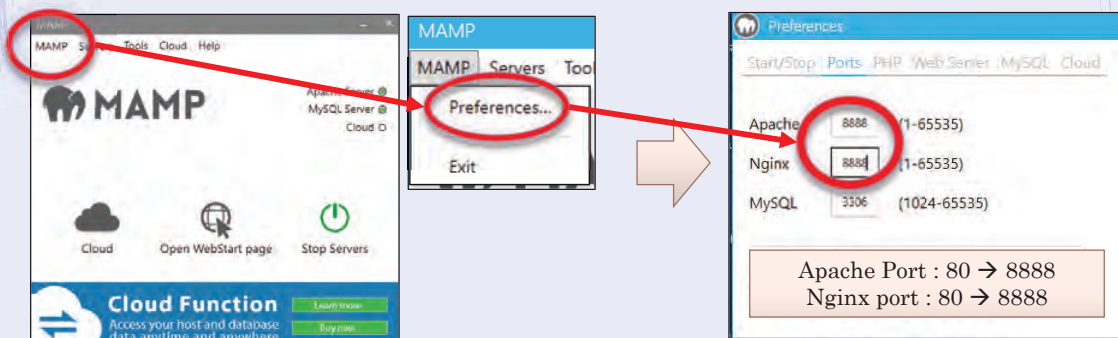 MAMP
MAMP Tools Cloud Help
MAMP
Apache Server
MySQL Server
Cloud
Cloud
Open WebStart page
Stop Servers
Cloud Function
Access your host and database
data anytime and anywhere
Learn more
Buy now
MAMP
MAMP Servers Tool
Preferences...
Exit
Preferences
Start/Stop Ports PHP Web Server MySQL Cloud
Apache 8888 (1-65535)
Nginx 8888 (1-65535)
MySQL 3306 (1024-65535)
Apache Port : 80 → 8888
Nginx port : 80 → 8888